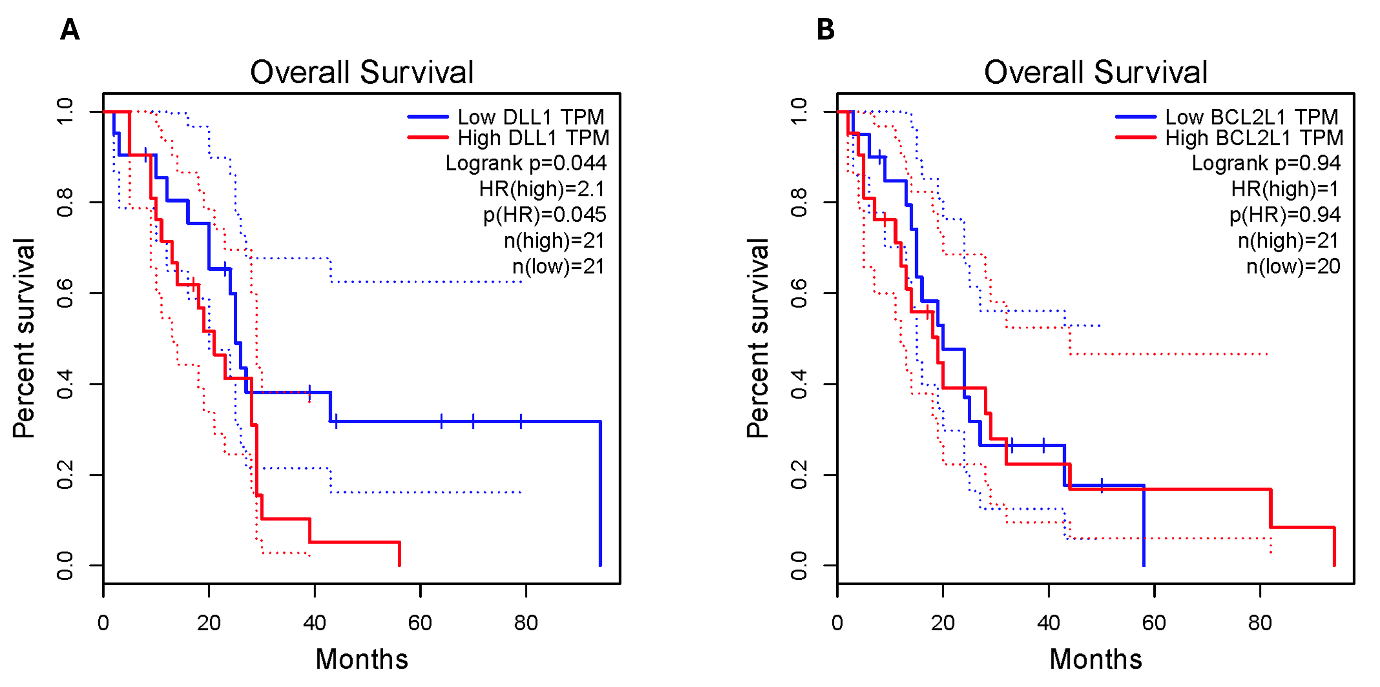 A
Overall Survival
Low DLL1 TPM
High DLL1 TPM
Logrank p=0.044
HR(high)=2.1
p(HR)=0.045
n(high)=21
n(low)=21
Percent survival
1.0
0.8
0.6
0.4
0.2
0.0
0 20 40 60 80
Months
B
Overall Survival
Low BCL2L1 TPM
High BCL2L1 TPM
Logrank p=0.94
HR(high)=1
p(HR)=0.94
n(high)=21
n(low)=20
Percent survival
1.0
0.8
0.6
0.4
0.2
0.0
0 20 40 60 80
Months